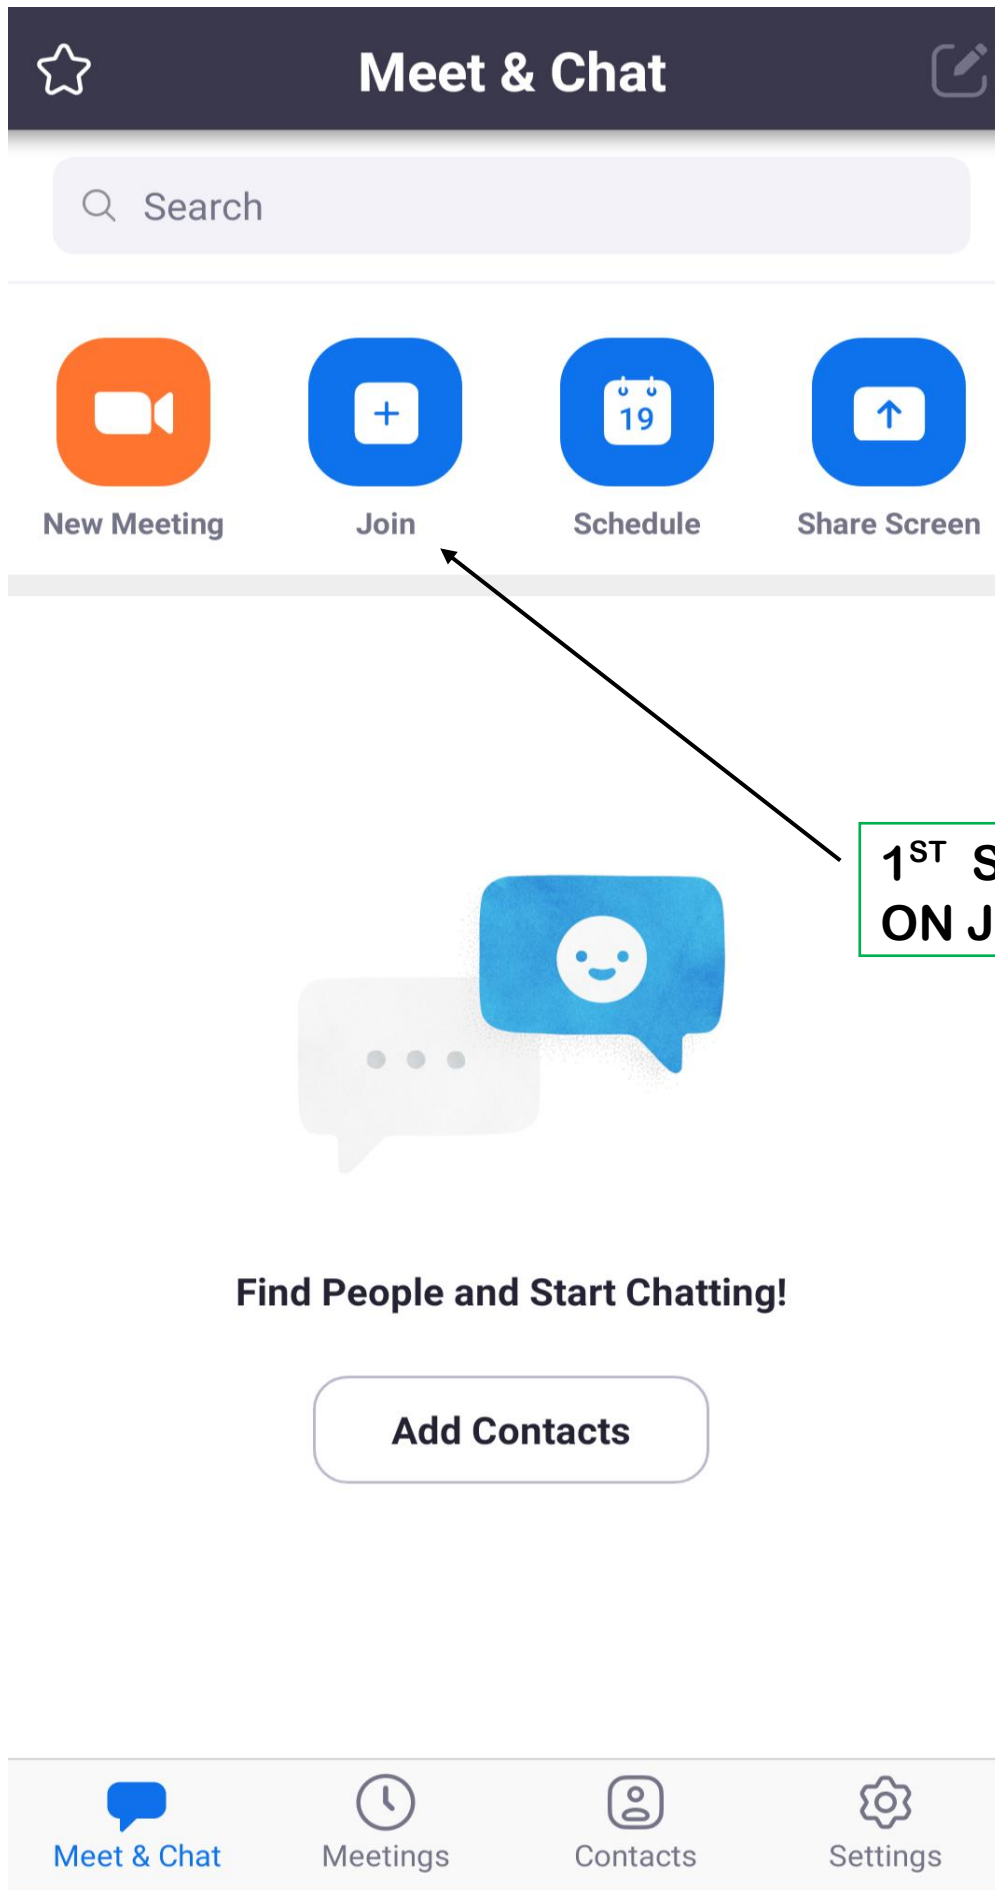 Meet & Chat
Search
19
New Meeting Join Schedule Share Screen
1ST S
ON J
Find People and Start Chatting!
Add Contacts
Meet & Chat Meetings Contacts Settings